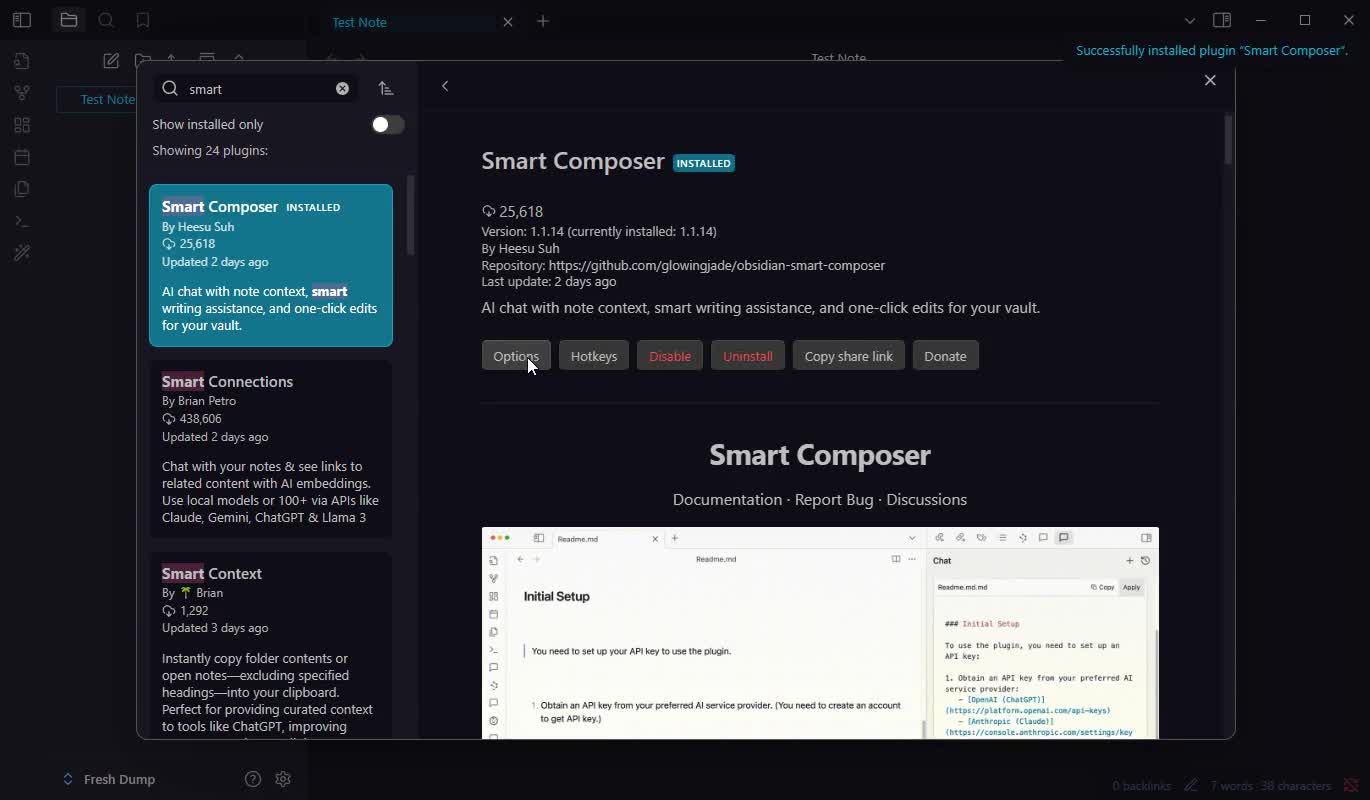 Test Note
Successfully installed plugin "Smart Composer".
Test Note
Test Note
smart
Show installed only
Showing 24 plugins:
Smart Composer INSTALLED
By Heesu Suh
25,618
Updated 2 days ago
AI chat with note context, smart
writing assistance, and one-click edits
for your vault.
Smart Connections
By Brian Petro
438,606
Updated 2 days ago
Chat with your notes & see links to
related content with AI embeddings.
Use local models or 100+ via APIs like
Claude, Gemini, ChatGPT & Llama 3
Smart Context
By 🌴 Brian
1,292
Updated 3 days ago
Instantly copy folder contents or
open notes—excluding specified
headings—into your clipboard.
Perfect for providing curated context
to tools like ChatGPT, improving
Smart Composer INSTALLED
25,618
Version: 1.1.14 (currently installed: 1.1.14)
By Heesu Suh
Repository: https://github.com/glowingjade/obsidian-smart-composer
Last update: 2 days ago
AI chat with note context, smart writing assistance, and one-click edits for your vault.
Options Hotkeys Disable Uninstall Copy share link Donate
Smart Composer
Documentation · Report Bug · Discussions
Readme.md
Readme.md
Initial Setup
You need to set up your API key to use the plugin.
1. Obtain an API key from your preferred AI service provider. (You need to create an account
to get API key.)
Chat
Readme.md.md Copy Apply
### Initial Setup
To use the plugin, you need to set up an
API key:
1. Obtain an API key from your preferred AI
service provider:
- [OpenAI (ChatGPT)]
(https://platform.openai.com/api-keys)
- [Anthropic (Claude)]
(https://console.anthropic.com/settings/key
Fresh Dump
0 backlinks 7 words 38 characters